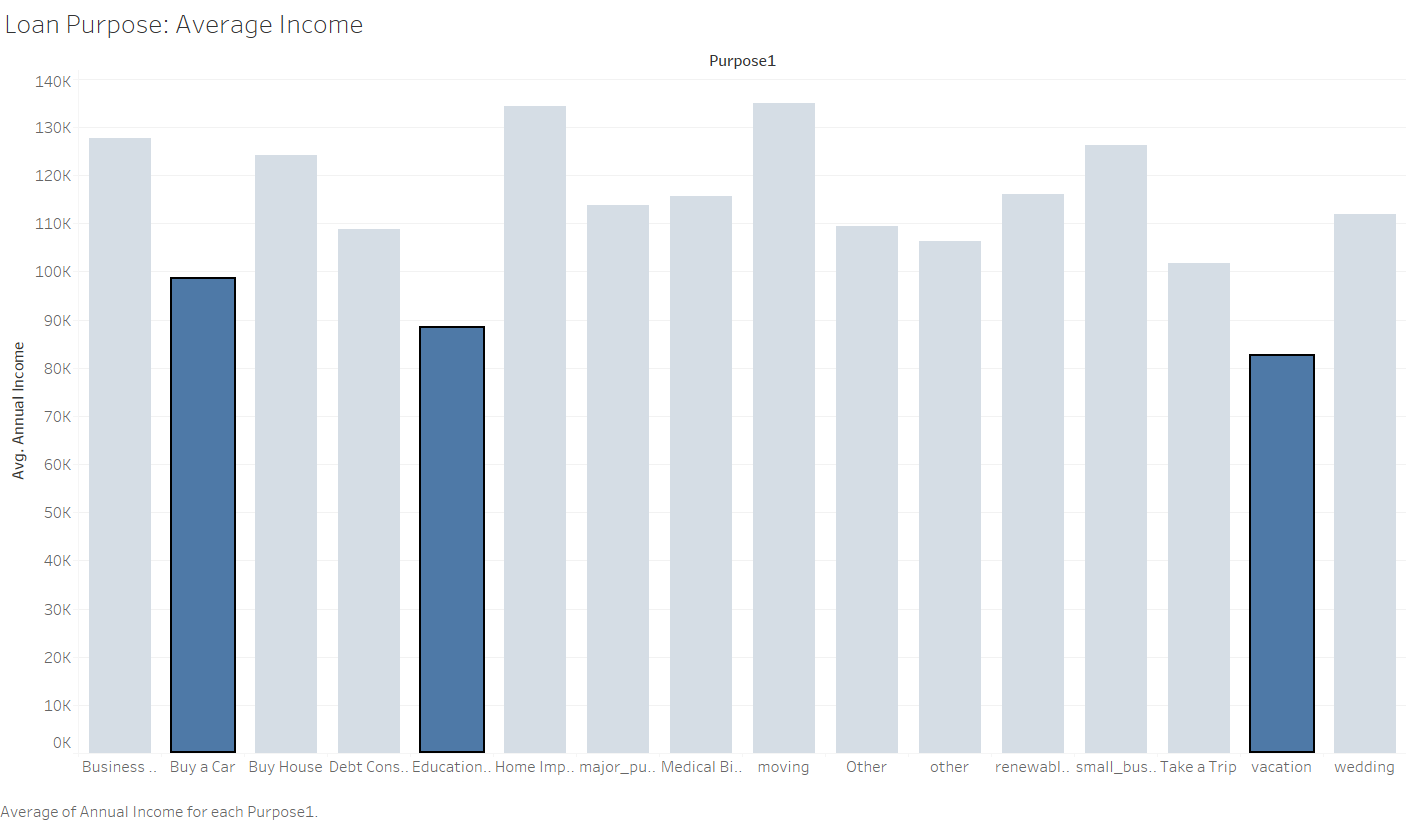 Loan Purpose: Average Income
Purpose1
Avg. Annual Income
140K
130K
120K
110K
100K
90K
80K
70K
60K
50K
40K
30K
20K
10K
0K
Business .. Buy a Car Buy House Debt Cons.. Education.. Home Imp.. major_pu.. Medical Bi.. moving Other other renewabl.. small_bus.. Take a Trip vacation wedding
Average of Annual Income for each Purpose1.